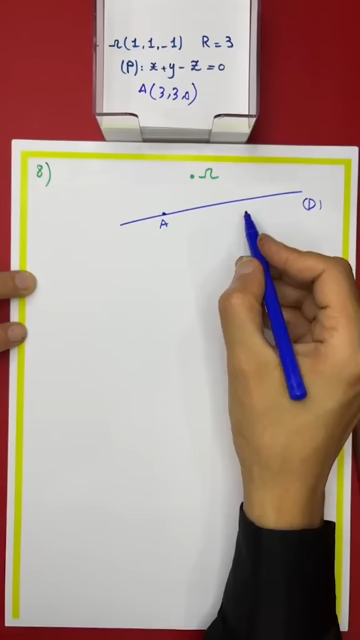 Ω(1,1,-1) R=3
(P): x+y-z=0
A(3,3,1)
8)
.Ω
(D)
A